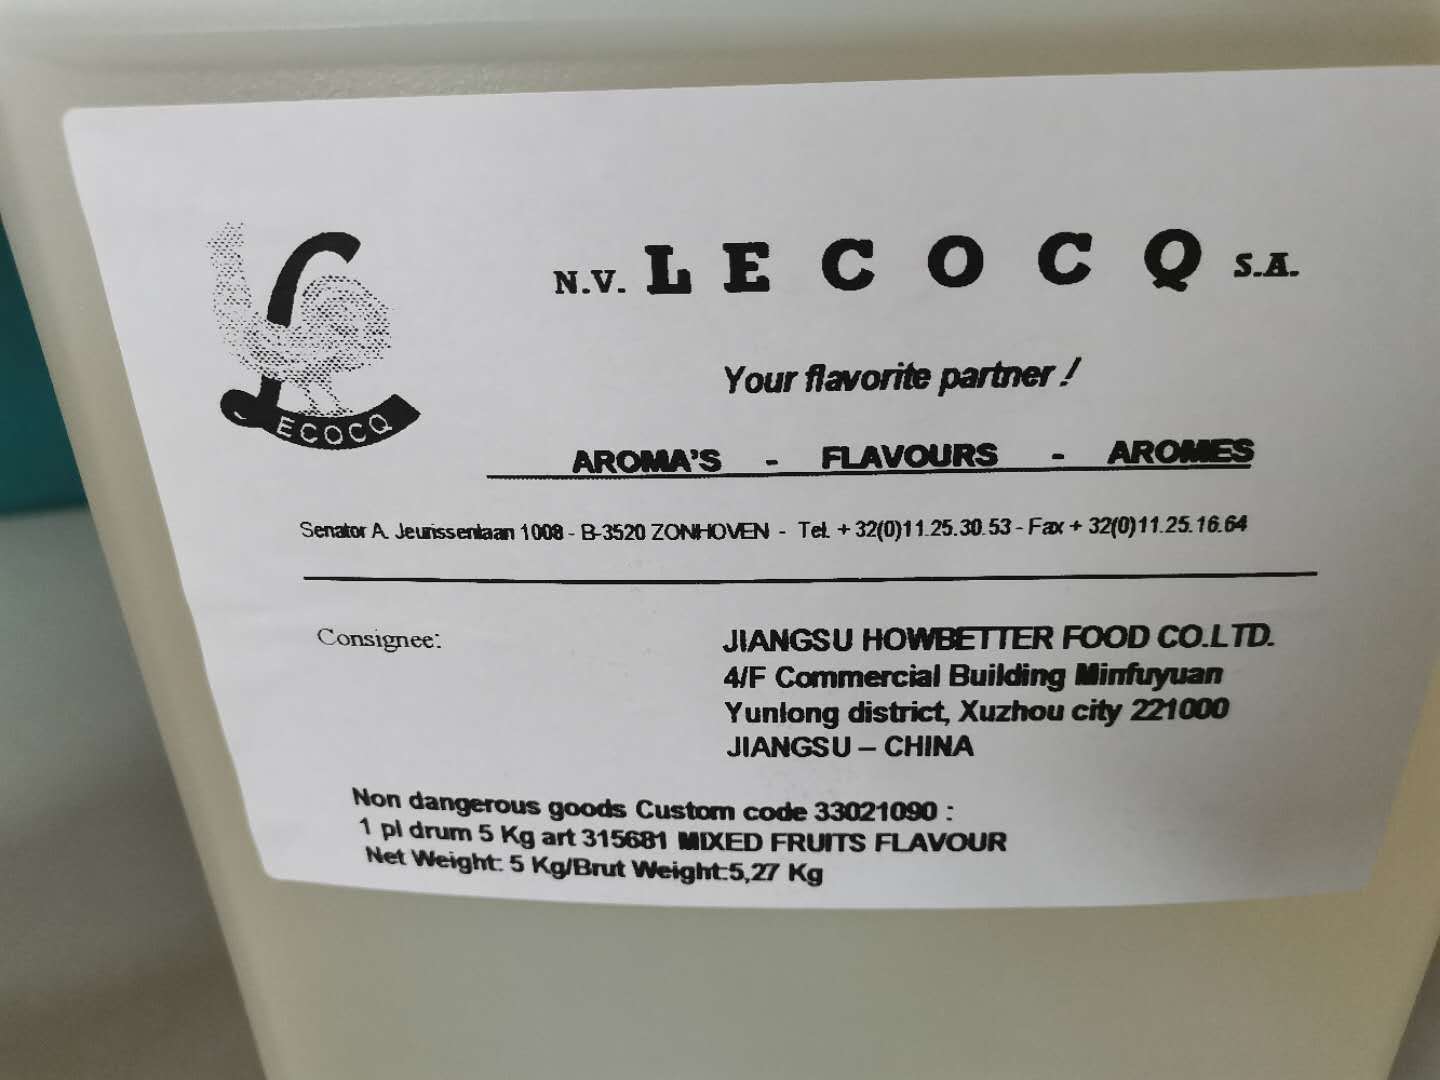 N.V. LECOCQ S.A.
ECOCQ
Your flavorite partner !
AROMA'S - FLAVOURS - AROMES
Senator A. Jeurissenlaan 1008 - B-3520 ZONHOVEN - Tel. + 32(0)11.25.30.53 - Fax + 32(0)11.25.16.64
Consignee:
JIANGSU HOWBETTER FOOD CO.LTD.
4/F Commercial Building Minfuyuan
Yunlong district, Xuzhou city 221000
JIANGSU – CHINA
Non dangerous goods Custom code 33021090 :
1 pl drum 5 Kg art 315681 MIXED FRUITS FLAVOUR
Net Weight: 5 Kg/Brut Weight:5,27 Kg